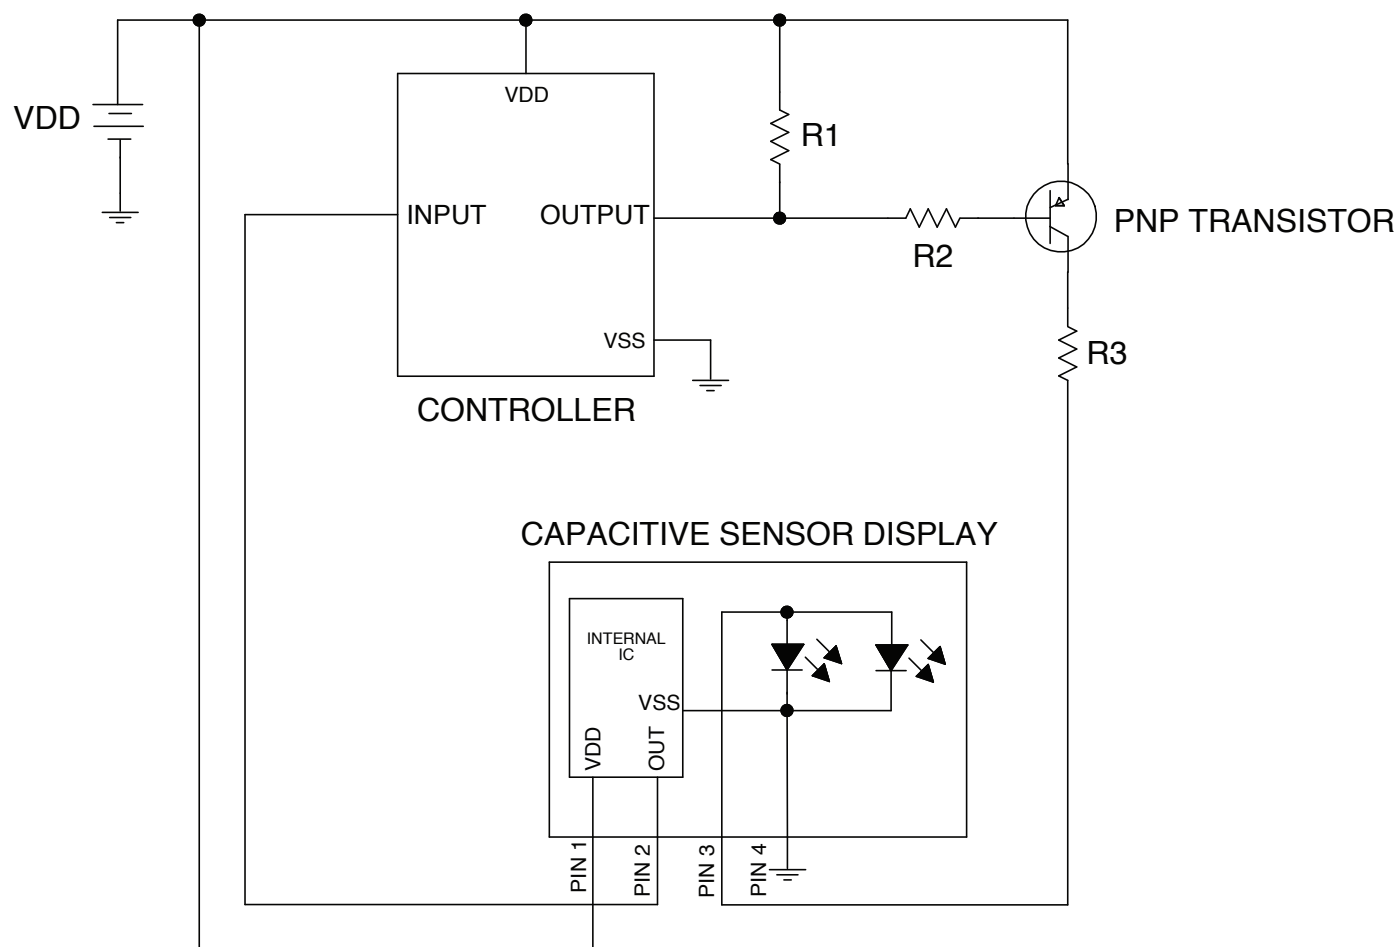 VDD
VDD
R1
INPUT
OUTPUT
PNP TRANSISTOR
R2
VSS
R3
CONTROLLER
CAPACITIVE SENSOR DISPLAY
INTERNAL
IC
VSS
VDD
OUT
PIN 1
PIN 2
PIN 3
PIN 4